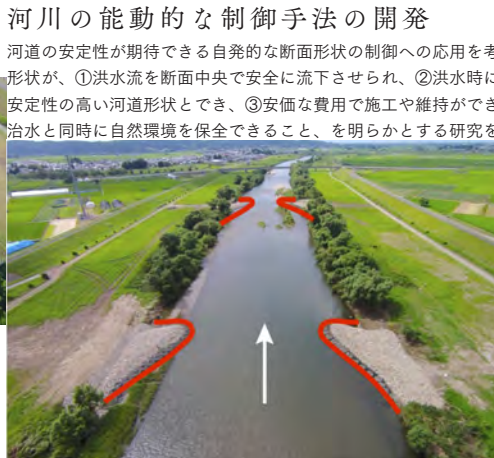 河川の能動的な制御手法の開発
河道の安定性が期待できる自発的な断面形状の制御への応用を考
形状が、①洪水流を断面中央で安全に流下させられ、②洪水時に
安定性の高い河道形状とでき、③安価な費用で施工や維持ができ
治水と同時に自然環境を保全できること、を明らかとする研究を